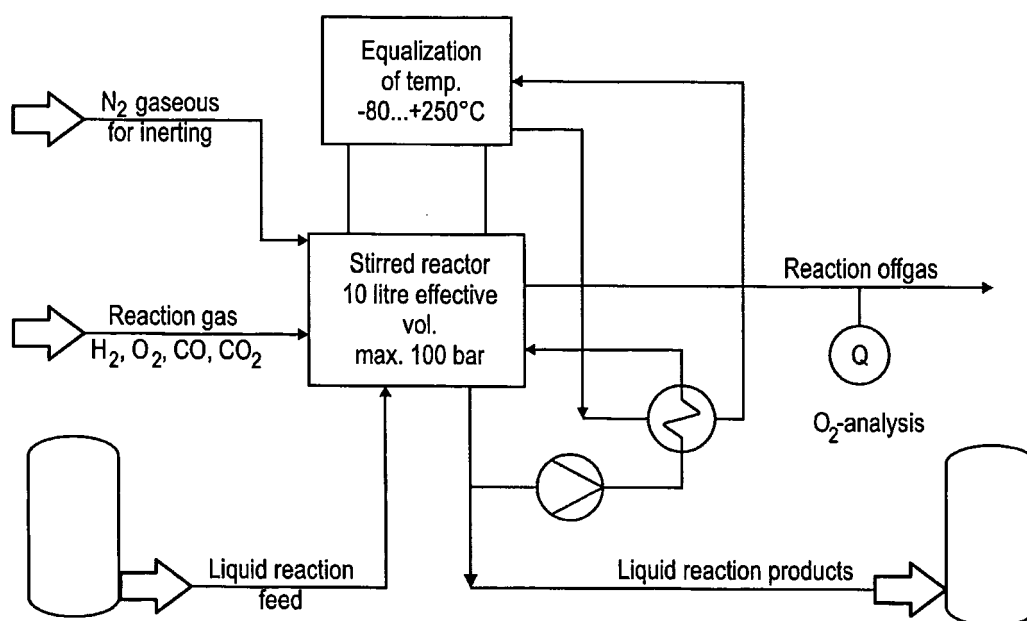 Equalization
of temp.
-80...+250°C
N2 gaseous
for inerting
Stirred reactor
10 litre effective
vol.
max. 100 bar
Reaction offgas
Reaction gas
H2, O2, CO, CO2
Q
O2-analysis
Liquid reaction
feed
Liquid reaction products